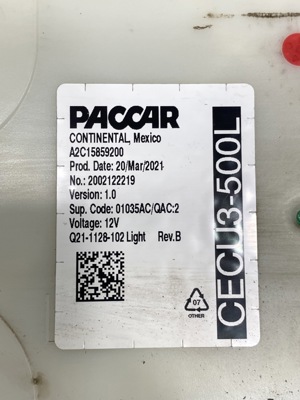 PACCAR
CONTINENTAL, Mexico
A2C15859200
Prod. Date: 20/Mar/2021
No.: 2002122219
Version: 1.0
Sup. Code: 01035AC/QAC:2
Voltage: 12V
Q21-1128-102 Light Rev.B
CECU3-500L
07
OTHER